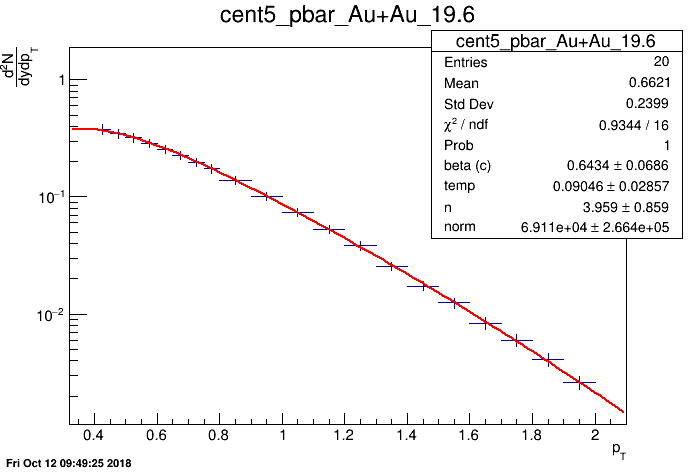 cent5_pbar_Au+Au_19.6
d²N
dydp_T
cent5_pbar_Au+Au_19.6
Entries 20
Mean 0.6621
Std Dev 0.2399
χ² / ndf 0.9344 / 16
Prob 1
beta (c) 0.6434 ± 0.0686
temp 0.09046 ± 0.02857
n 3.959 ± 0.859
norm 6.911e+04 ± 2.664e+05
1
10⁻¹
10⁻²
0.4 0.6 0.8 1 1.2 1.4 1.6 1.8 2
p_T
Fri Oct 12 09:49:25 2018